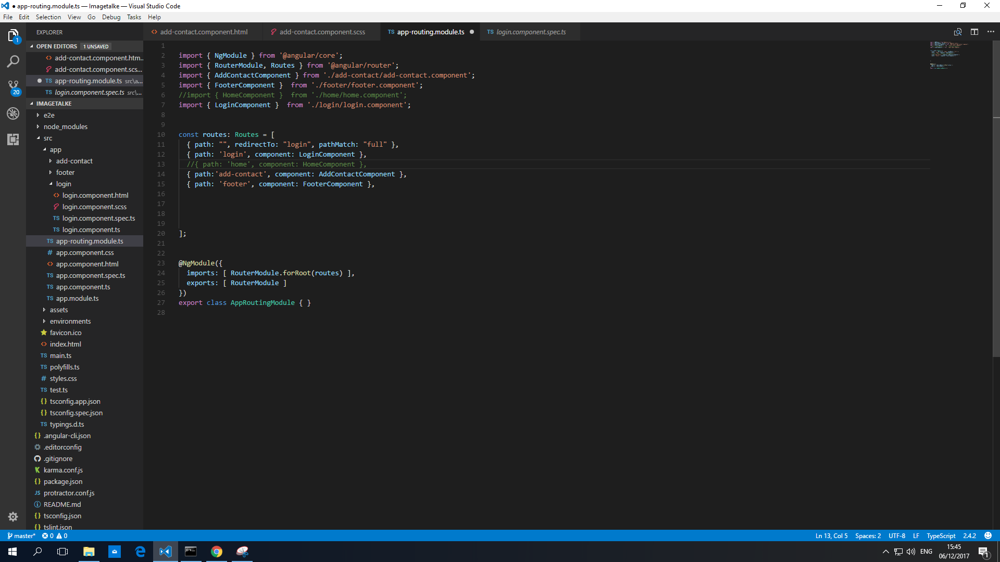 ● app-routing.module.ts — Imagetalke — Visual Studio Code
File Edit Selection View Go Debug Tasks Help
EXPLORER
OPEN EDITORS 1 UNSAVED
add-contact.component.htm...
add-contact.component.scs...
app-routing.module.ts src\a...
login.component.spec.ts src\...
IMAGETALKE
e2e
node_modules
src
app
add-contact
footer
login
login.component.html
login.component.scss
login.component.spec.ts
login.component.ts
app-routing.module.ts
app.component.css
app.component.html
app.component.spec.ts
app.component.ts
app.module.ts
assets
environments
favicon.ico
index.html
main.ts
polyfills.ts
styles.css
test.ts
tsconfig.app.json
tsconfig.spec.json
typings.d.ts
.angular-cli.json
.editorconfig
.gitignore
karma.conf.js
package.json
protractor.conf.js
README.md
tsconfig.json
tslint.json
1
20
add-contact.component.html add-contact.component.scss TS app-routing.module.ts ● TS login.component.spec.ts
1
2 import { NgModule } from '@angular/core';
3 import { RouterModule, Routes } from '@angular/router';
4 import { AddContactComponent } from './add-contact/add-contact.component';
5 import { FooterComponent }  from './footer/footer.component';
6 //import { HomeComponent }  from './home/home.component';
7 import { LoginComponent }  from './login/login.component';
8
9
10 const routes: Routes = [
11   { path: "", redirectTo: "login", pathMatch: "full" },
12   { path: 'login', component: LoginComponent },
13   //{ path: 'home', component: HomeComponent },
14   { path:'add-contact', component: AddContactComponent },
15   { path: 'footer', component: FooterComponent },
16
17
18
19
20 ];
21
22
23 @NgModule({
24   imports: [ RouterModule.forRoot(routes) ],
25   exports: [ RouterModule ]
26 })
27 export class AppRoutingModule { }
28
master* 0 0 Ln 13, Col 5 Spaces: 2 UTF-8 LF TypeScript 2.4.2
ENG 15:45
06/12/2017 1